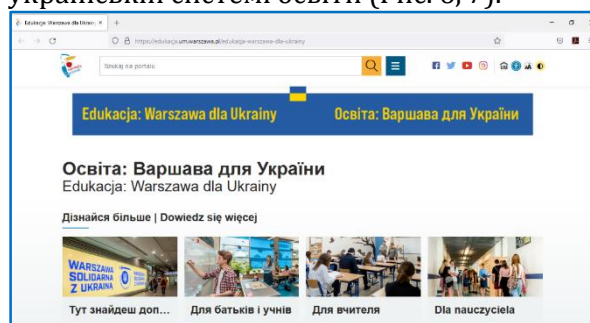 українській системі освіти (Рис. 6, 7).
Edukacja: Warszawa dla Ukrainy
https://edukacja.um.warszawa.pl/edukacja-warszawa-dla-ukrainy
Szukaj na portalu
Edukacja: Warszawa dla Ukrainy
Освіта: Варшава для України
Освіта: Варшава для України
Edukacja: Warszawa dla Ukrainy
Дізнайся більше | Dowiedz się więcej
WARSZAWA
SOLIDARNA
Z UKRAINĄ
Тут знайдеш доп...
Для батьків і учнів
Для вчителя
Dla nauczyciela